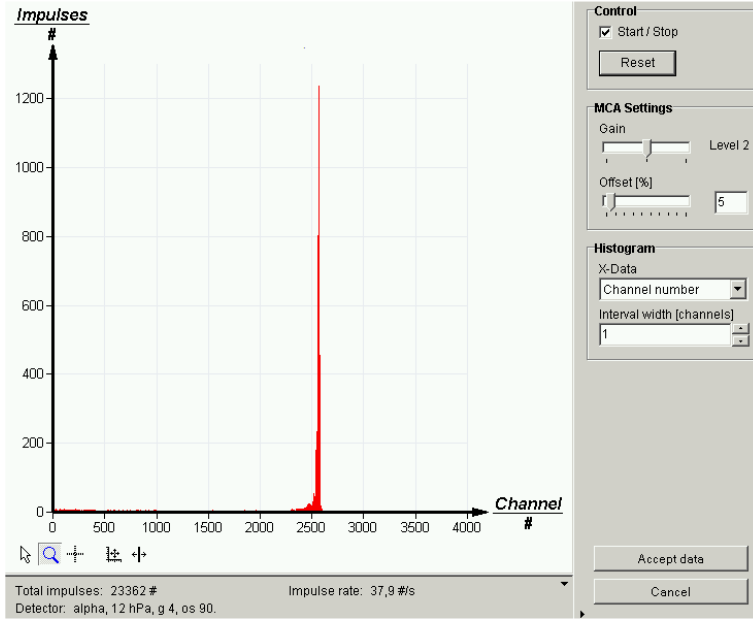 Impulses
#
1200
1000
800
600
400
200
0
0 500 1000 1500 2000 2500 3000 3500 4000
Channel
#
Total impulses: 23362 # Impulse rate: 37,9 #/s
Detector: alpha, 12 hPa, g 4, os 90.
Control
Start / Stop
Reset
MCA Settings
Gain
Level 2
Offset [%]
5
Histogram
X-Data
Channel number
Interval width [channels]
1
Accept data
Cancel